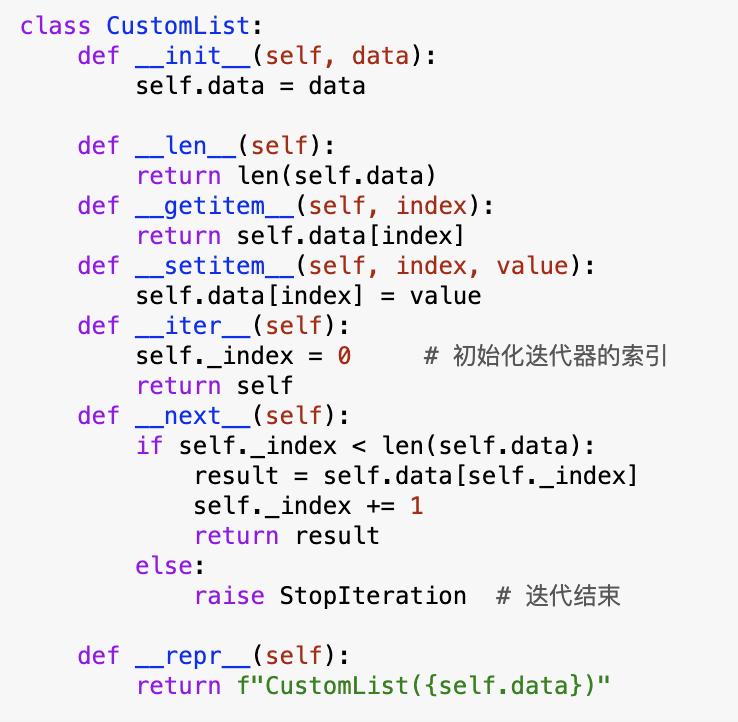 class CustomList:
    def __init__(self, data):
        self.data = data

    def __len__(self):
        return len(self.data)
    def __getitem__(self, index):
        return self.data[index]
    def __setitem__(self, index, value):
        self.data[index] = value
    def __iter__(self):
        self._index = 0     # 初始化迭代器的索引
        return self
    def __next__(self):
        if self._index < len(self.data):
            result = self.data[self._index]
            self._index += 1
            return result
        else:
            raise StopIteration  # 迭代结束

    def __repr__(self):
        return f"CustomList({self.data})"